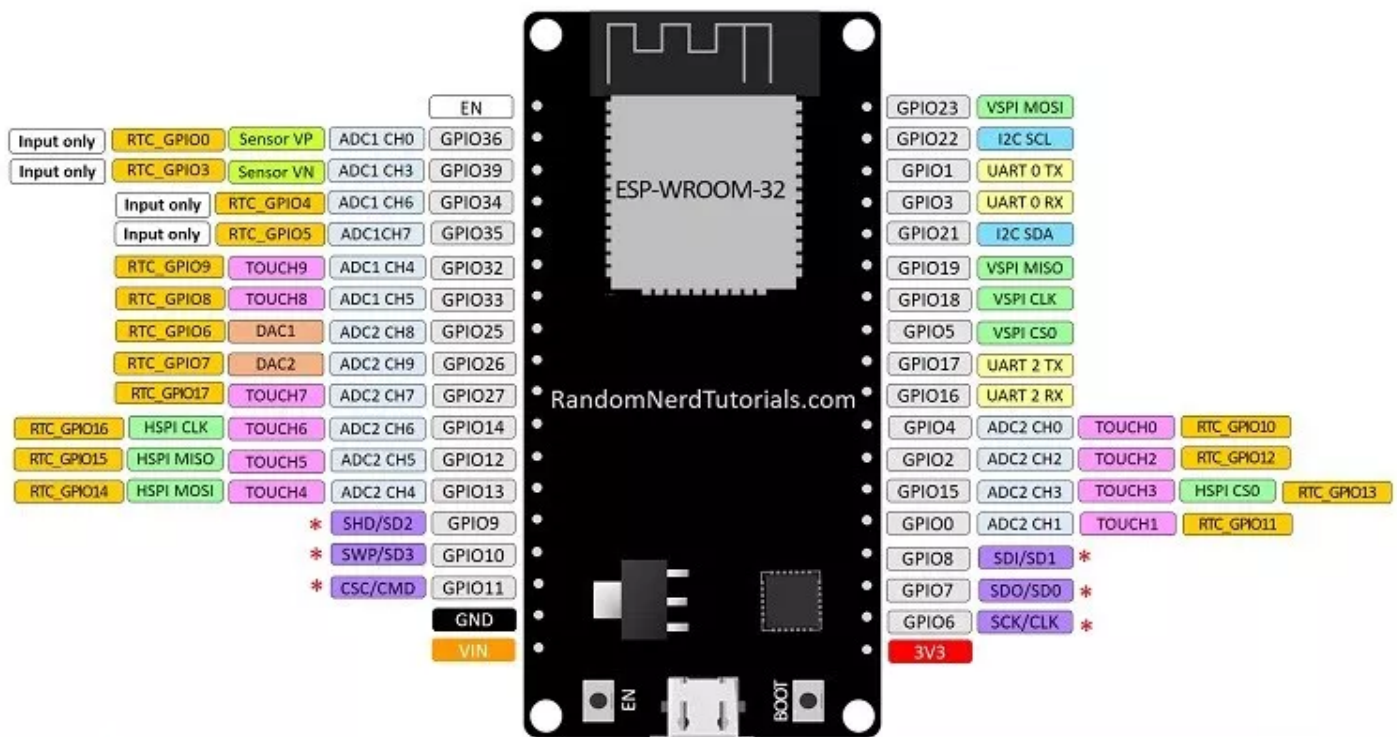 EN GPIO23 VSPI MOSI
Input only RTC_GPIO0 Sensor VP ADC1 CH0 GPIO36 GPIO22 I2C SCL
Input only RTC_GPIO3 Sensor VN ADC1 CH3 GPIO39 GPIO1 UART 0 TX
Input only RTC_GPIO4 ADC1 CH6 GPIO34 ESP-WROOM-32 GPIO3 UART 0 RX
Input only RTC_GPIO5 ADC1CH7 GPIO35 GPIO21 I2C SDA
RTC_GPIO9 TOUCH9 ADC1 CH4 GPIO32 GPIO19 VSPI MISO
RTC_GPIO8 TOUCH8 ADC1 CH5 GPIO33 GPIO18 VSPI CLK
RTC_GPIO6 DAC1 ADC2 CH8 GPIO25 GPIO5 VSPI CS0
RTC_GPIO7 DAC2 ADC2 CH9 GPIO26 GPIO17 UART 2 TX
RTC_GPIO17 TOUCH7 ADC2 CH7 GPIO27 RandomNerdTutorials.com GPIO16 UART 2 RX
RTC_GPIO16 HSPI CLK TOUCH6 ADC2 CH6 GPIO14 GPIO4 ADC2 CH0 TOUCH0 RTC_GPIO10
RTC_GPIO15 HSPI MISO TOUCH5 ADC2 CH5 GPIO12 GPIO2 ADC2 CH2 TOUCH2 RTC_GPIO12
RTC_GPIO14 HSPI MOSI TOUCH4 ADC2 CH4 GPIO13 GPIO15 ADC2 CH3 TOUCH3 HSPI CS0 RTC_GPIO13
* SHD/SD2 GPIO9 GPIO0 ADC2 CH1 TOUCH1 RTC_GPIO11
* SWP/SD3 GPIO10 GPIO8 SDI/SD1 *
* CSC/CMD GPIO11 GPIO7 SDO/SD0 *
GND GPIO6 SCK/CLK *
VIN 3V3
EN BOOT